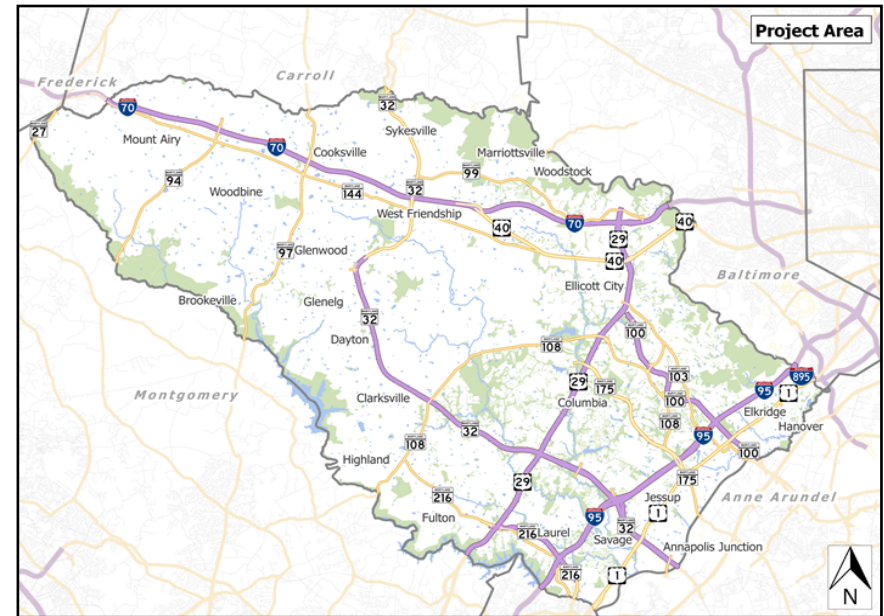 Project Area
Carroll
Frederick
70
32
27
Mount Airy
Sykesville
70
Cooksville
Marriottsville
94
99
Woodstock
Woodbine
144
32
West Friendship
40
70
40
29
97
Glenwood
40
Baltimore
Ellicott City
Brookeville
Glenelg
32
100
Dayton
108
895
103
95
1
29
175
Montgomery
Clarksville
Columbia
100
Elkridge
108
32
Hanover
108
95
100
Highland
175
29
Anne Arundel
216
Jessup
Fulton
95
1
216
Laurel
32
Savage
Annapolis Junction
216
1
N